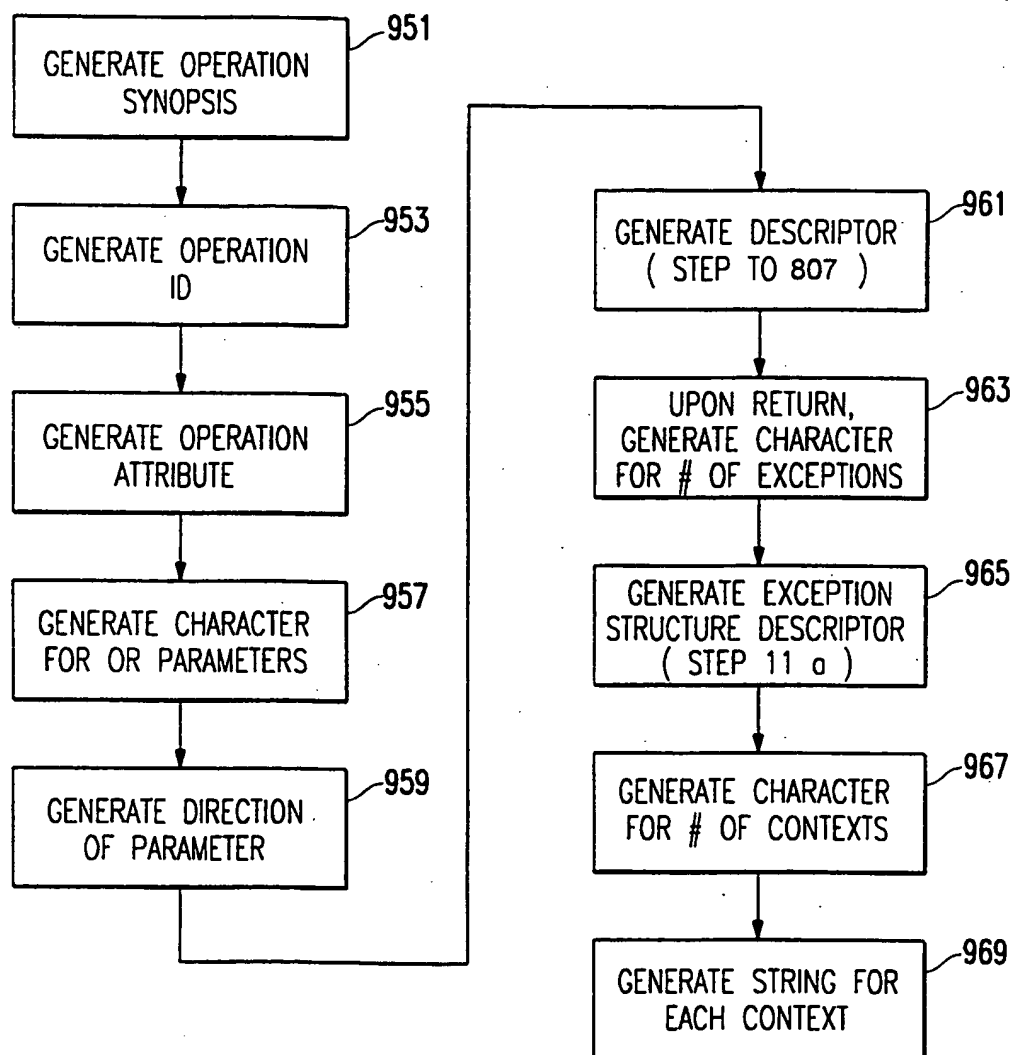 951
GENERATE OPERATION
SYNOPSIS
953
GENERATE OPERATION
ID
955
GENERATE OPERATION
ATTRIBUTE
957
GENERATE CHARACTER
FOR OR PARAMETERS
959
GENERATE DIRECTION
OF PARAMETER
961
GENERATE DESCRIPTOR
( STEP TO 807 )
963
UPON RETURN,
GENERATE CHARACTER
FOR # OF EXCEPTIONS
965
GENERATE EXCEPTION
STRUCTURE DESCRIPTOR
( STEP 11 a )
967
GENERATE CHARACTER
FOR # OF CONTEXTS
969
GENERATE STRING FOR
EACH CONTEXT